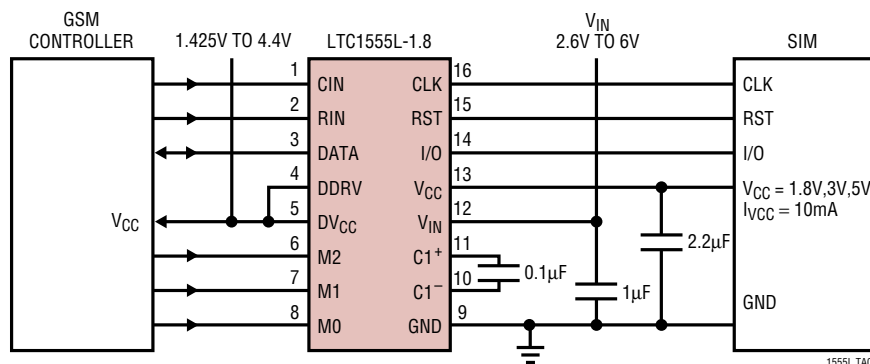 GSM
CONTROLLER
1.425V TO 4.4V
LTC1555L-1.8
VIN
2.6V TO 6V
SIM
1 CIN CLK 16 CLK
2 RIN RST 15 RST
3 DATA I/O 14 I/O
4 DDRV VCC 13 VCC = 1.8V,3V,5V
IVCC = 10mA
VCC 5 DVCC VIN 12
6 M2 C1+ 11
2.2µF
0.1µF
7 M1 C1– 10
1µF
8 M0 GND 9 GND